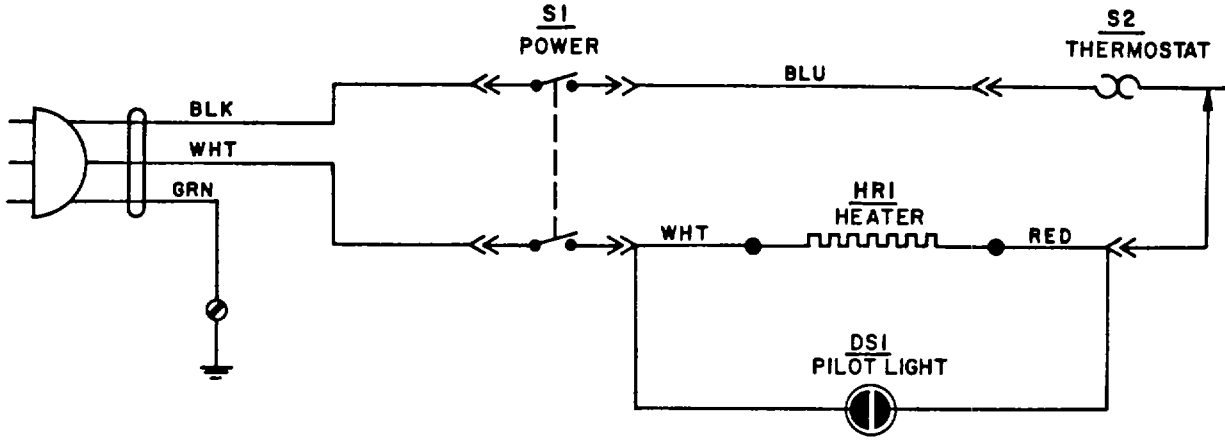 S1
POWER
S2
THERMOSTAT
BLU
BLK
WHT
GRN
HR1
HEATER
WHT
RED
DS1
PILOT LIGHT